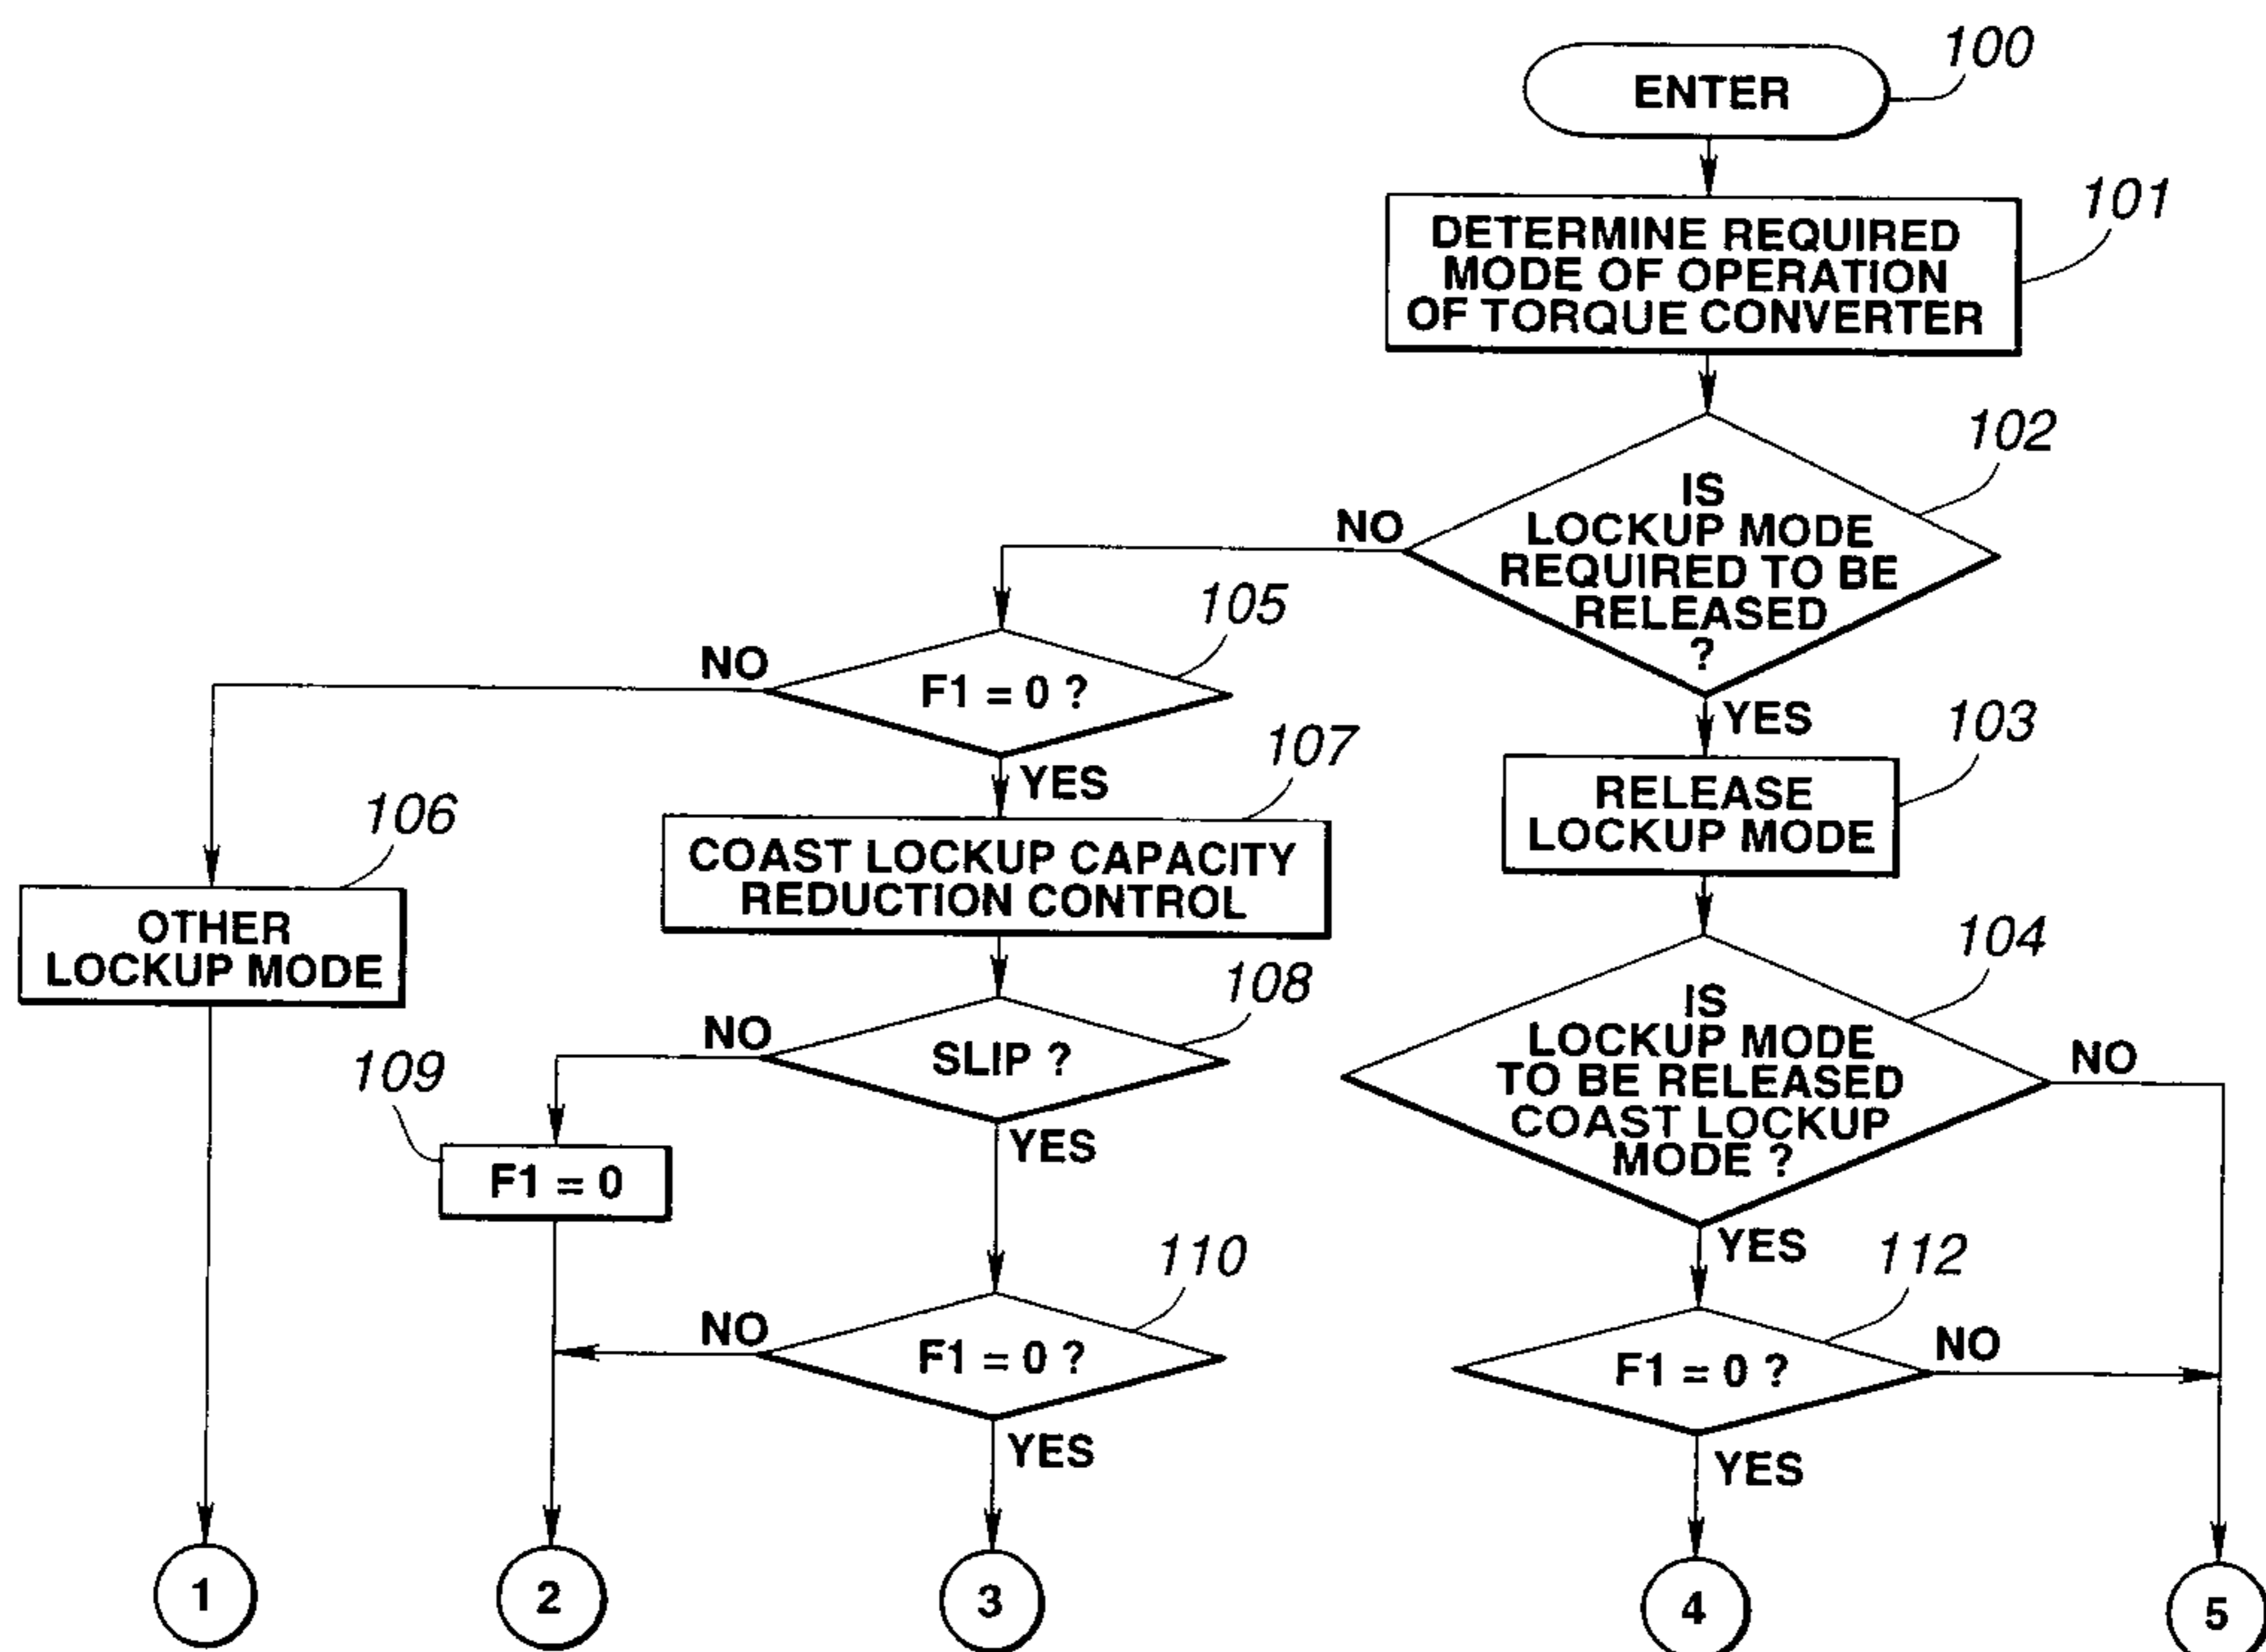 100
ENTER
101
DETERMINE REQUIRED
MODE OF OPERATION
OF TORQUE CONVERTER
102
IS
LOCKUP MODE
REQUIRED TO BE
RELEASED
?
NO
YES
105
F1 = 0 ?
NO
YES
103
RELEASE
LOCKUP MODE
107
COAST LOCKUP CAPACITY
REDUCTION CONTROL
106
OTHER
LOCKUP MODE
104
IS
LOCKUP MODE
TO BE RELEASED
COAST LOCKUP
MODE ?
NO
YES
108
SLIP ?
NO
YES
109
F1 = 0
110
F1 = 0 ?
NO
YES
112
F1 = 0 ?
NO
YES
1
2
3
4
5